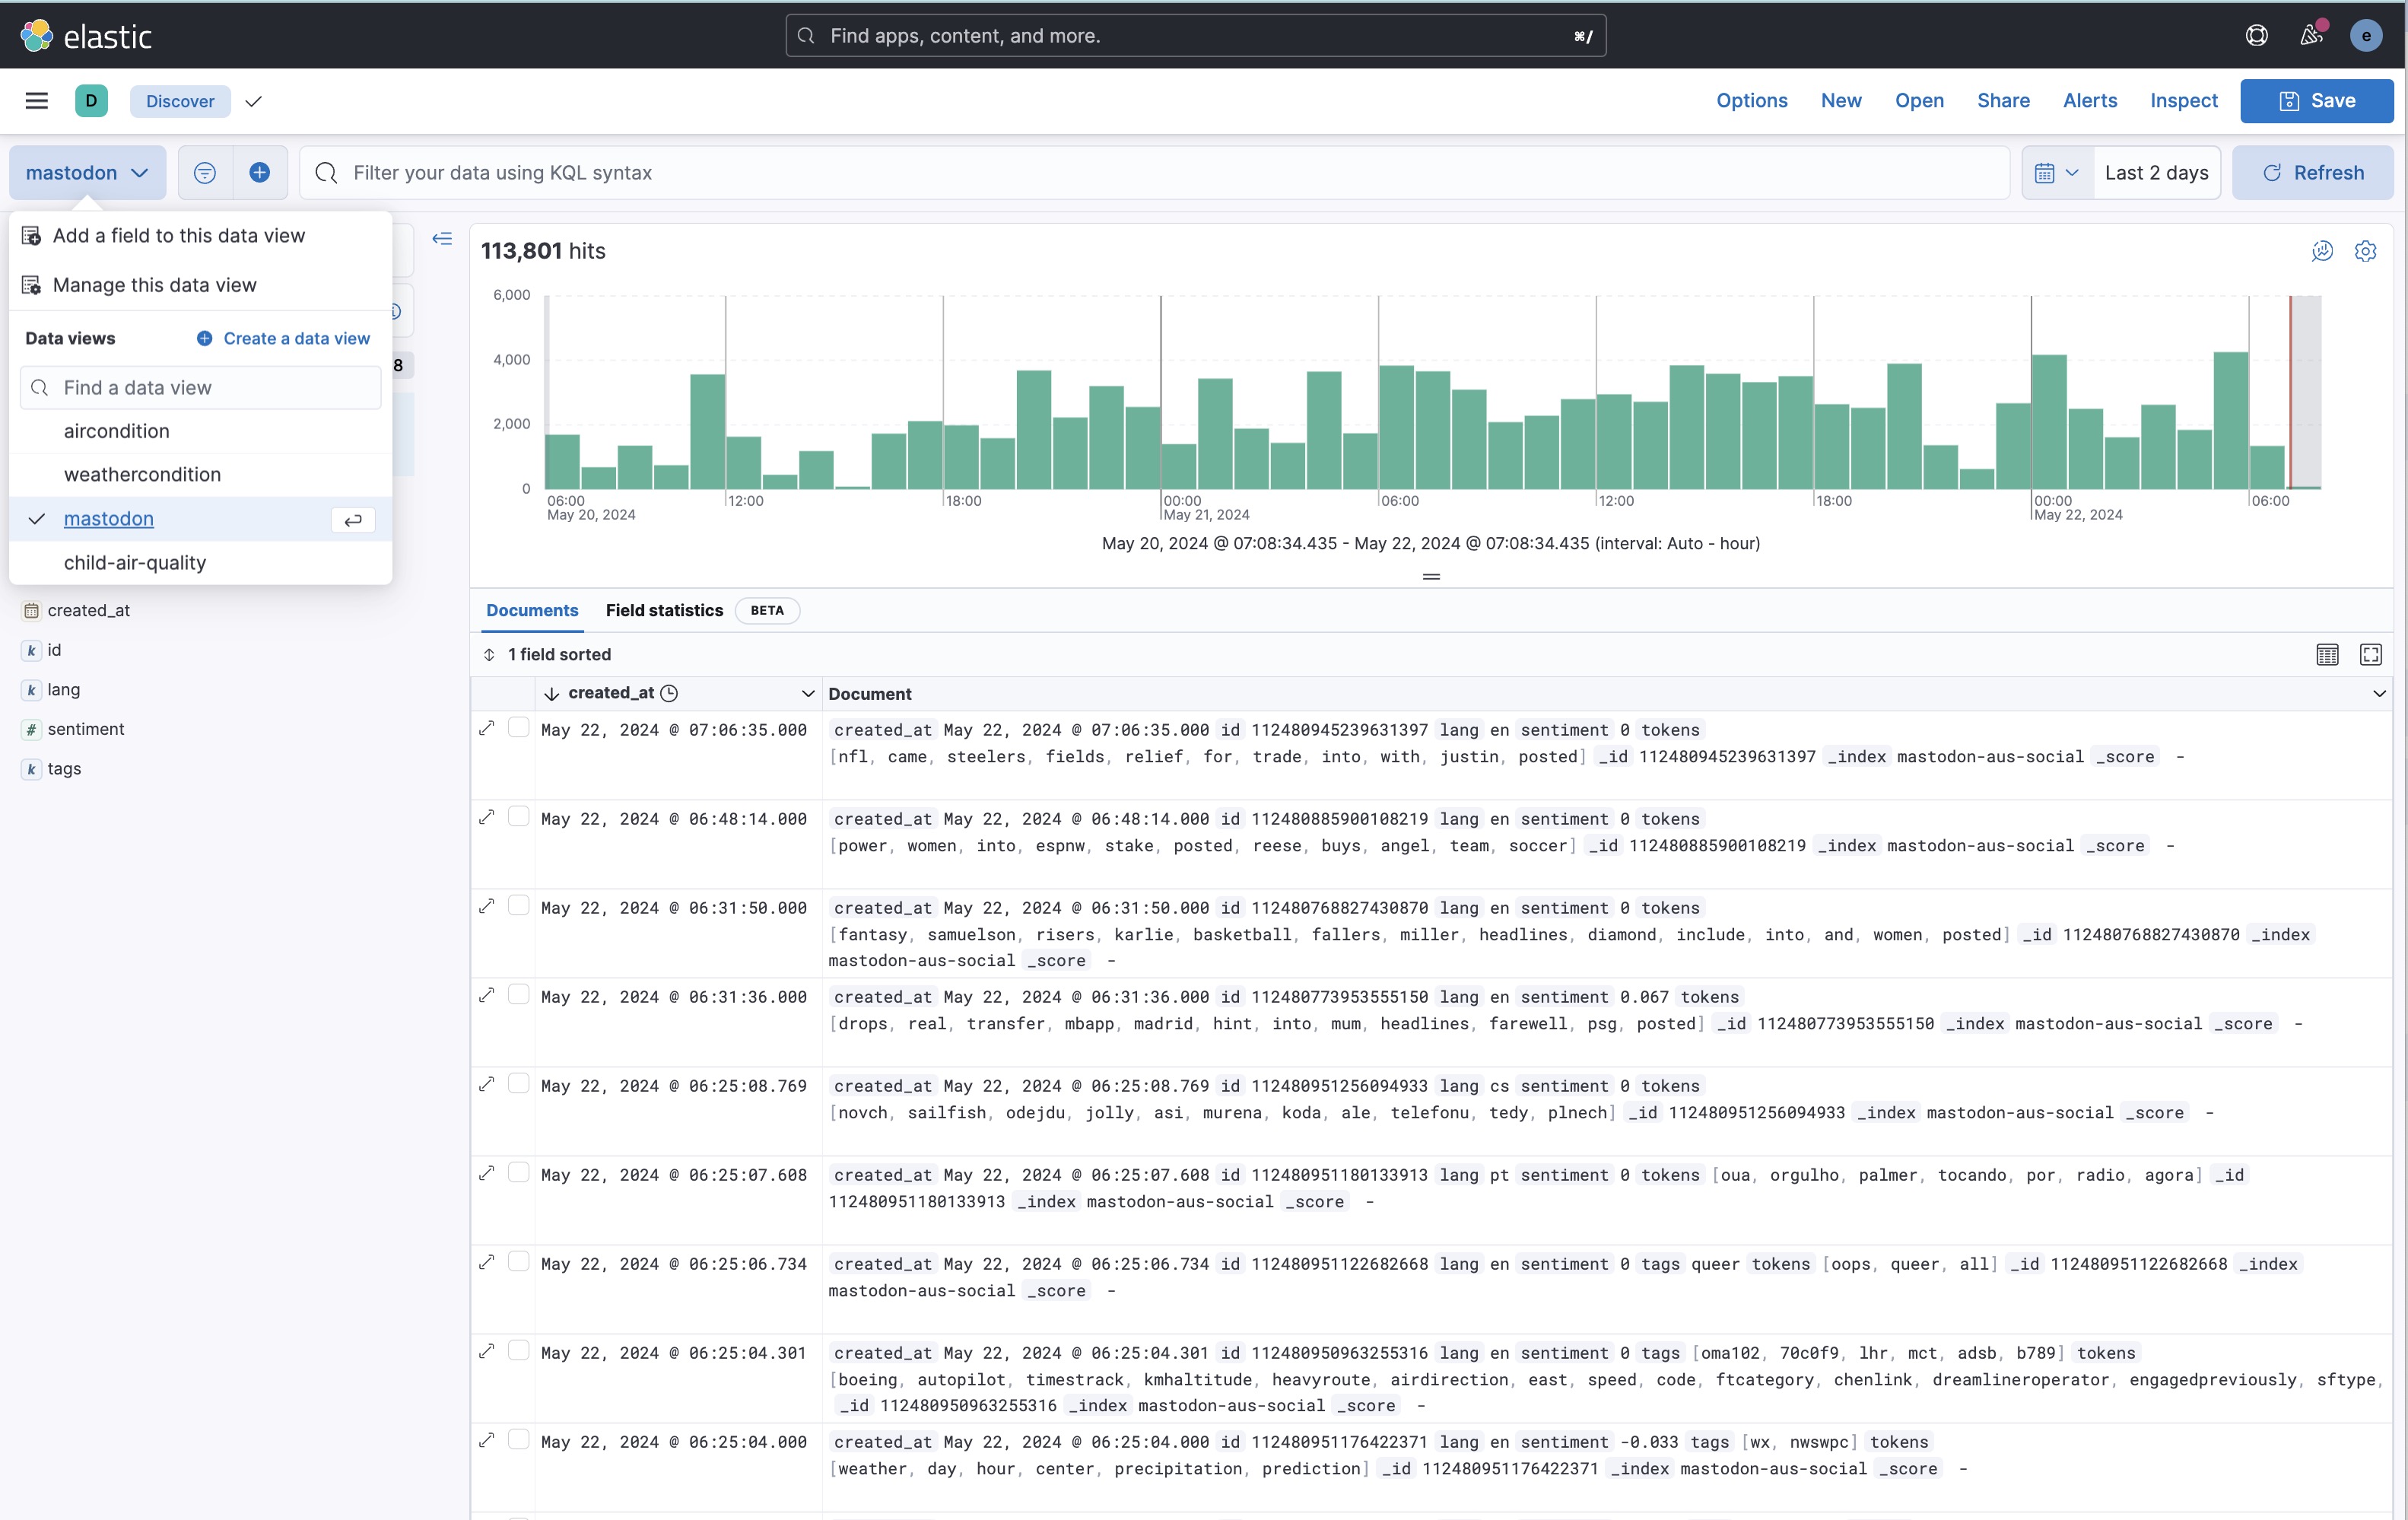 elastic
Find apps, content, and more.
⌘/
e
D
Discover
Options
New
Open
Share
Alerts
Inspect
Save
mastodon
Filter your data using KQL syntax
Last 2 days
Refresh
Add a field to this data view
Manage this data view
Data views
Create a data view
8
Find a data view
aircondition
weathercondition
mastodon
child-air-quality
created_at
k id
k lang
# sentiment
k tags
113,801 hits
6,000
4,000
2,000
0
06:00 12:00 18:00 00:00 06:00 12:00 18:00 00:00 06:00
May 20, 2024 May 21, 2024 May 22, 2024
May 20, 2024 @ 07:08:34.435 - May 22, 2024 @ 07:08:34.435 (interval: Auto - hour)
Documents Field statistics BETA
1 field sorted
created_at Document
May 22, 2024 @ 07:06:35.000 created_at May 22, 2024 @ 07:06:35.000 id 112480945239631397 lang en sentiment 0 tokens
[nfl, came, steelers, fields, relief, for, trade, into, with, justin, posted] _id 112480945239631397 _index mastodon-aus-social _score -
May 22, 2024 @ 06:48:14.000 created_at May 22, 2024 @ 06:48:14.000 id 112480885900108219 lang en sentiment 0 tokens
[power, women, into, espnw, stake, posted, reese, buys, angel, team, soccer] _id 112480885900108219 _index mastodon-aus-social _score -
May 22, 2024 @ 06:31:50.000 created_at May 22, 2024 @ 06:31:50.000 id 112480768827430870 lang en sentiment 0 tokens
[fantasy, samuelson, risers, karlie, basketball, fallers, miller, headlines, diamond, include, into, and, women, posted] _id 112480768827430870 _index
mastodon-aus-social _score -
May 22, 2024 @ 06:31:36.000 created_at May 22, 2024 @ 06:31:36.000 id 112480773953555150 lang en sentiment 0.067 tokens
[drops, real, transfer, mbapp, madrid, hint, into, mum, headlines, farewell, psg, posted] _id 112480773953555150 _index mastodon-aus-social _score -
May 22, 2024 @ 06:25:08.769 created_at May 22, 2024 @ 06:25:08.769 id 112480951256094933 lang cs sentiment 0 tokens
[novch, sailfish, odejdu, jolly, asi, murena, koda, ale, telefonu, tedy, plnech] _id 112480951256094933 _index mastodon-aus-social _score -
May 22, 2024 @ 06:25:07.608 created_at May 22, 2024 @ 06:25:07.608 id 112480951180133913 lang pt sentiment 0 tokens [oua, orgulho, palmer, tocando, por, radio, agora] _id
112480951180133913 _index mastodon-aus-social _score -
May 22, 2024 @ 06:25:06.734 created_at May 22, 2024 @ 06:25:06.734 id 112480951122682668 lang en sentiment 0 tags queer tokens [oops, queer, all] _id 112480951122682668 _index
mastodon-aus-social _score -
May 22, 2024 @ 06:25:04.301 created_at May 22, 2024 @ 06:25:04.301 id 112480950963255316 lang en sentiment 0 tags [oma102, 70c0f9, lhr, mct, adsb, b789] tokens
[boeing, autopilot, timestrack, kmhaltitude, heavyroute, airdirection, east, speed, code, ftcategory, chenlink, dreamlineroperator, engagedpreviously, sftype,
_id 112480950963255316 _index mastodon-aus-social _score -
May 22, 2024 @ 06:25:04.000 created_at May 22, 2024 @ 06:25:04.000 id 112480951176422371 lang en sentiment -0.033 tags [wx, nwswpc] tokens
[weather, day, hour, center, precipitation, prediction] _id 112480951176422371 _index mastodon-aus-social _score -